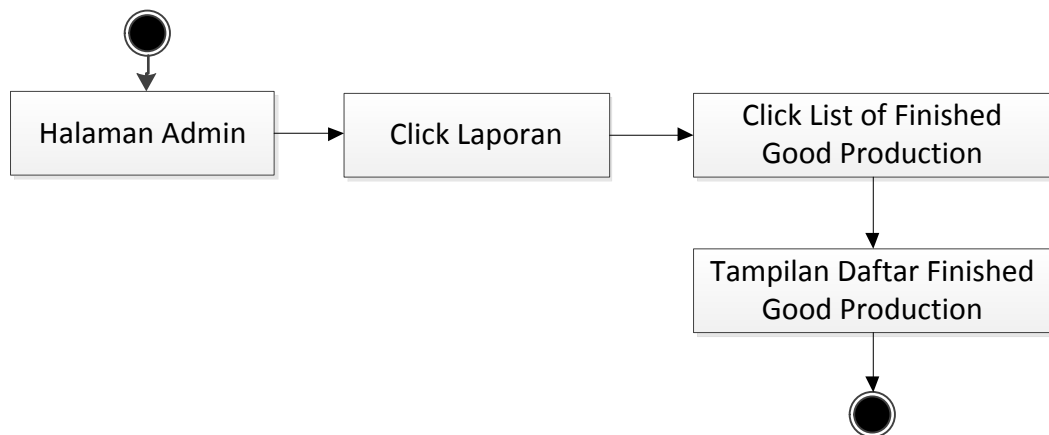 Halaman Admin
Click Laporan
Click List of Finished
Good Production
Tampilan Daftar Finished
Good Production